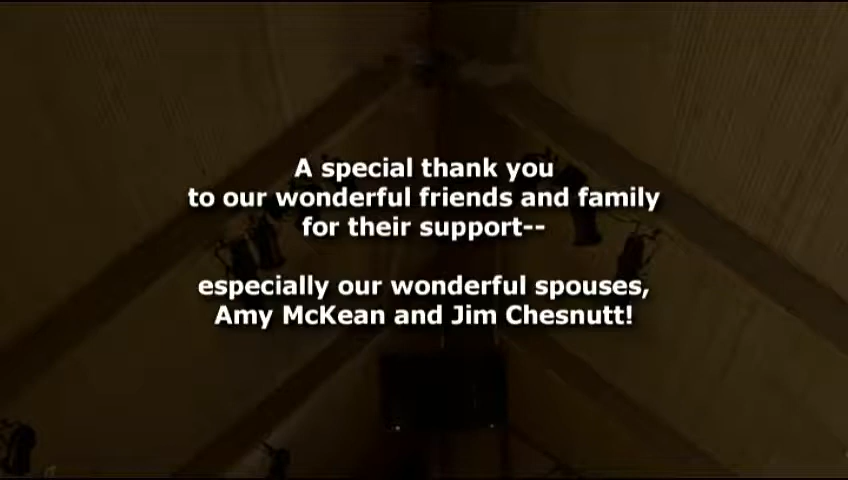 A special thank you
to our wonderful friends and family
for their support--
especially our wonderful spouses,
Amy McKean and Jim Chesnutt!